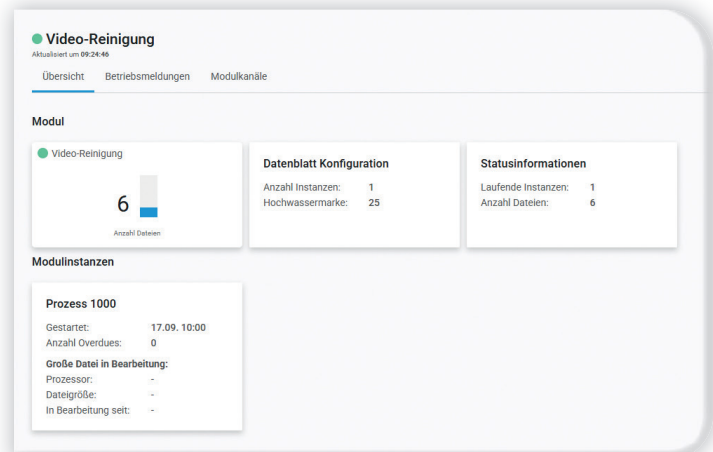 Video-Reinigung
Aktualisiert um 09:24:46
Übersicht Betriebsmeldungen Modulkanäle
Modul
Video-Reinigung
6
Anzahl Dateien
Datenblatt Konfiguration
Anzahl Instanzen: 1
Hochwassermarke: 25
Statusinformationen
Laufende Instanzen: 1
Anzahl Dateien: 6
Modulinstanzen
Prozess 1000
Gestartet: 17.09. 10:00
Anzahl Overdues: 0
Große Datei in Bearbeitung:
Prozessor: -
Dateigröße: -
In Bearbeitung seit: -